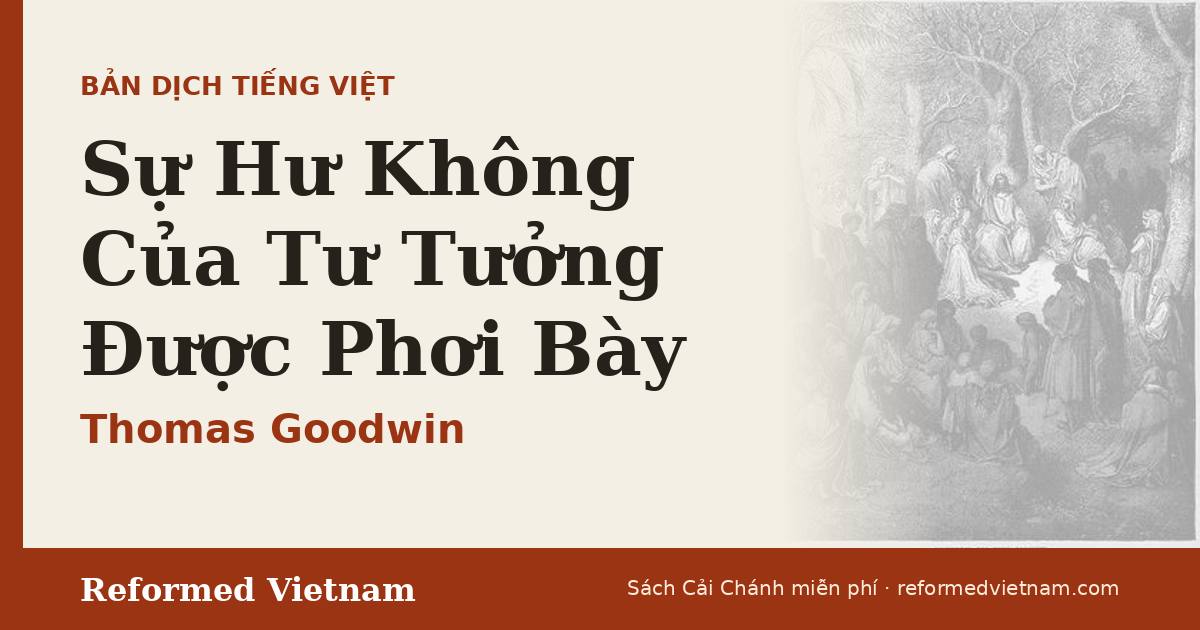 BẢN DỊCH TIẾNG VIỆT
Sự Hư Không
Của Tư Tưởng
Được Phơi Bày
Thomas Goodwin
Reformed Vietnam
Sách Cải Chánh miễn phí · reformedvietnam.com